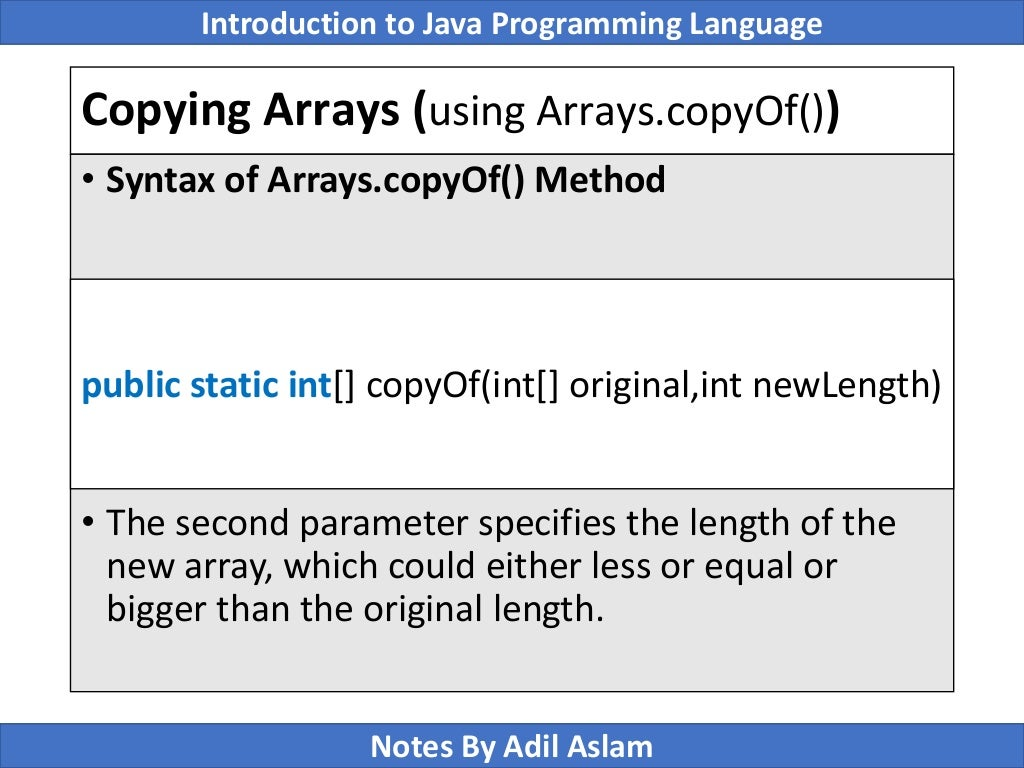 Introduction to Java Programming Language
Copying Arrays (using Arrays.copyOf())
• Syntax of Arrays.copyOf() Method
public static int[] copyOf(int[] original,int newLength)
• The second parameter specifies the length of the
new array, which could either less or equal or
bigger than the original length.
Notes By Adil Aslam